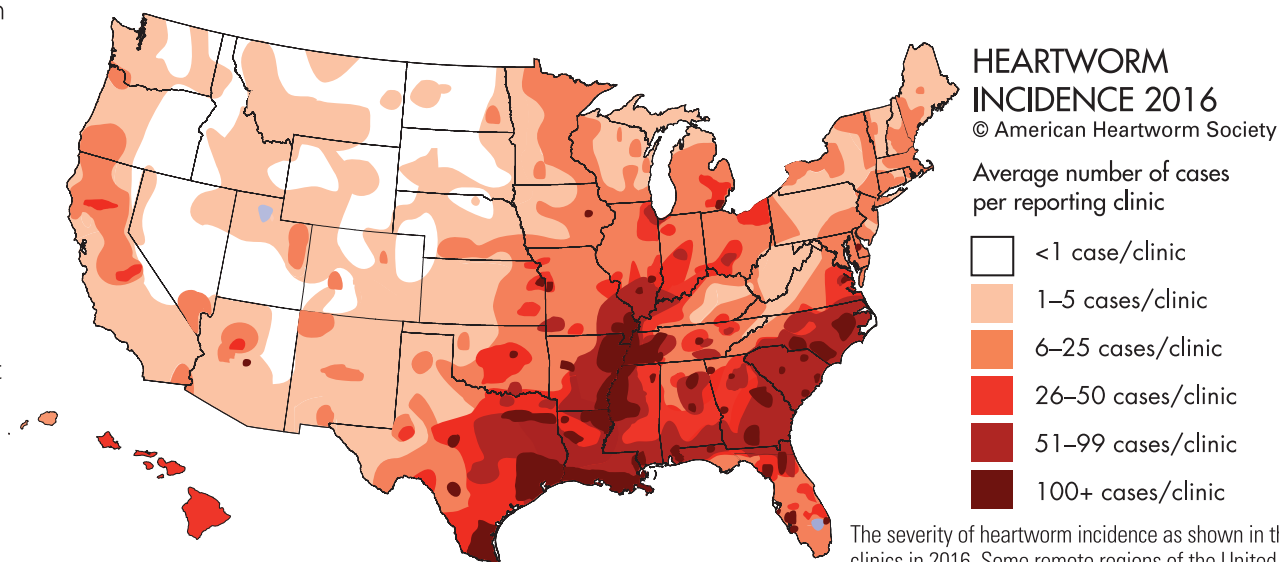 HEARTWORM
INCIDENCE 2016
© American Heartworm Society
Average number of cases
per reporting clinic
<1 case/clinic
1–5 cases/clinic
6–25 cases/clinic
26–50 cases/clinic
51–99 cases/clinic
100+ cases/clinic
The severity of heartworm incidence as shown in
clinics in 2016. Some remote regions of the United